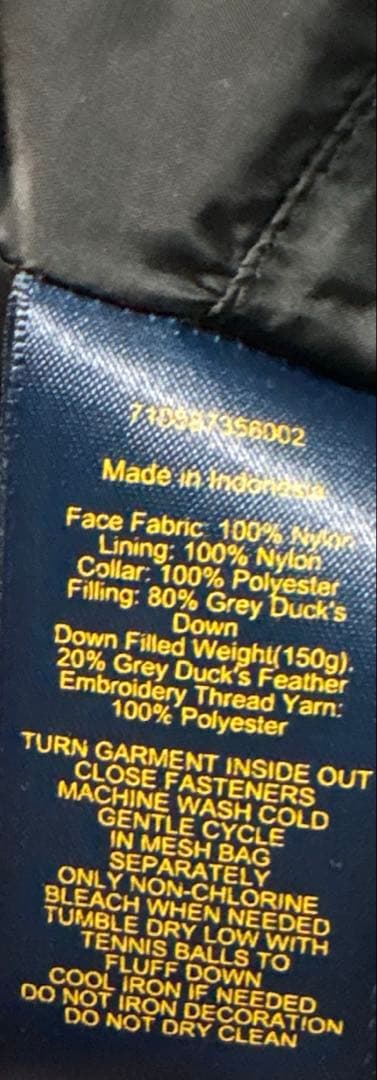 710587356002
Made in Indonesia
Face Fabric: 100% Nylon
Lining: 100% Nylon
Collar: 100% Polyester
Filling: 80% Grey Duck's
Down
Down Filled Weight(150g).
20% Grey Duck's Feather
Embroidery Thread Yarn:
100% Polyester
TURN GARMENT INSIDE OUT
CLOSE FASTENERS
MACHINE WASH COLD
GENTLE CYCLE
IN MESH BAG
SEPARATELY
ONLY NON-CHLORINE
BLEACH WHEN NEEDED
TUMBLE DRY LOW WITH
TENNIS BALLS TO
FLUFF DOWN
COOL IRON IF NEEDED
DO NOT IRON DECORATION
DO NOT DRY CLEAN